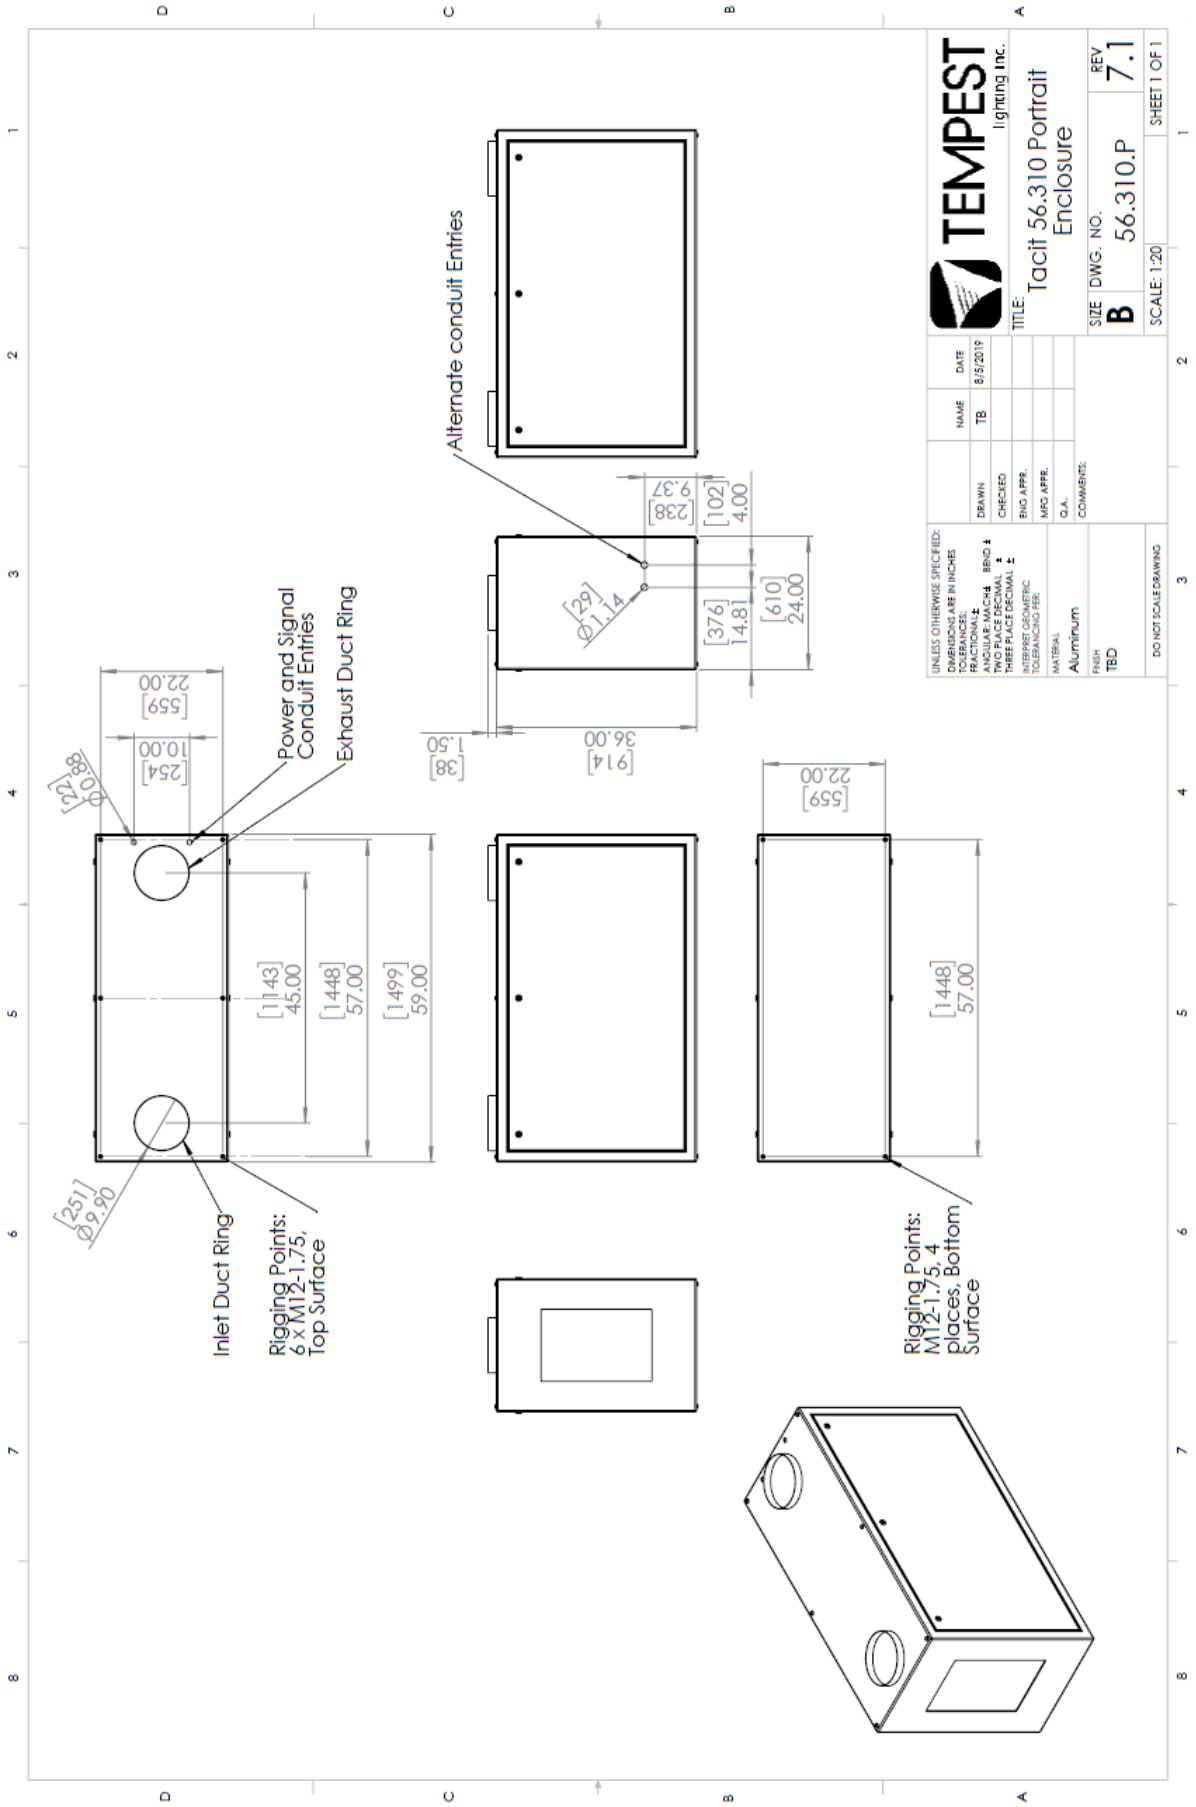 8
7
6
5
4
3
2
1
D
C
B
A
[251]
Ø9.90
Inlet Duct Ring
Rigging Points:
6 x M12-1.75,
Top Surface
[1143]
45.00
[1448]
57.00
[1499]
59.00
[22]
Ø0.88
[254]
10.00
[559]
22.00
Power and Signal
Conduit Entries
Exhaust Duct Ring
[38]
1.50
[914]
36.00
[29]
Ø1.14
[376]
14.81
[610]
24.00
[238]
9.37
[102]
4.00
Alternate conduit Entries
[559]
22.00
[1448]
57.00
Rigging Points:
M12-1.75, 4
places, Bottom
Surface
UNLESS OTHERWISE SPECIFIED:
DIMENSIONS ARE IN INCHES
TOLERANCES:
FRACTIONAL±
ANGULAR: MACH± BEND ±
TWO PLACE DECIMAL ±
THREE PLACE DECIMAL ±
INTERPRET GEOMETRIC
TOLERANCING PER:
MATERIAL
Aluminum
FINISH
TBD
DO NOT SCALE DRAWING
NAME DATE
DRAWN TB 8/5/2019
CHECKED
ENG APPR.
MFG APPR.
Q.A.
COMMENTS:
TEMPEST
lighting inc.
TITLE:
Tacit 56.310 Portrait
Enclosure
SIZE DWG. NO. REV
B 56.310.P 7.1
SCALE: 1:20 SHEET 1 OF 1
8
7
6
5
4
3
2
1
D
C
B
A